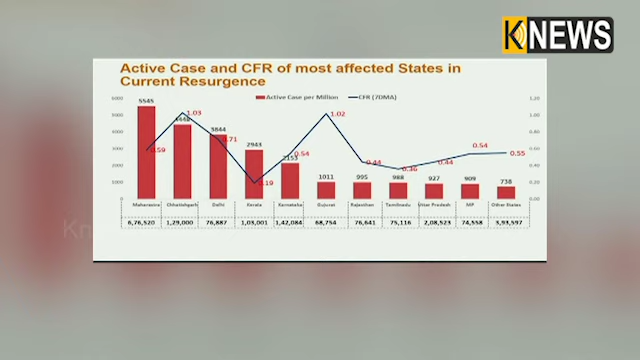 KNEWS
Active Case and CFR of most affected States in
Current Resurgence
Active Case per Million CFR (7DMA)
6000 5000 4000 3000 2000 1000 0
1.20 1.00 0.80 0.60 0.40 0.20 0.00
5545 4448 3844 2943 2153 1011 995 988 927 909 738
0.59 1.03 0.71 0.19 0.54 1.02 0.44 0.36 0.44 0.54 0.55
Chhatishgarh Delhi Kerala Karnataka Gujurat Rajasthan Tamilnadu Uttar Pradesh MP Other States
6,76,520 1,29,000 76,887 1,03,001 1,42,084 68,754 76,641 75,116 2,08,523 74,558 3,93,597